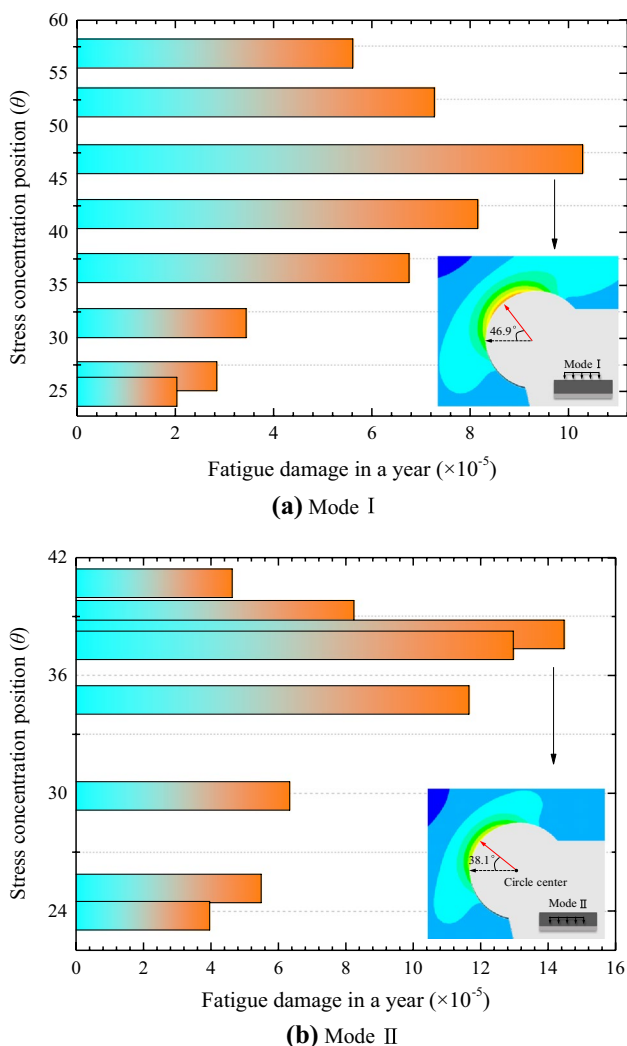 Stress concentration position (θ)
60
55
50
45
40
35
30
25
46.9°
Mode Ⅰ
0 2 4 6 8 10
Fatigue damage in a year (×10⁻⁵)
(a) Mode Ⅰ
Stress concentration position (θ)
42
36
30
24
38.1°
Circle center
Mode Ⅱ
0 2 4 6 8 10 12 14 16
Fatigue damage in a year (×10⁻⁵)
(b) Mode Ⅱ